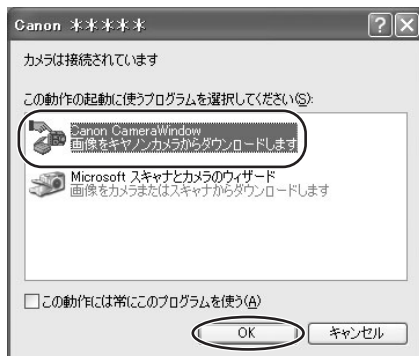 Canon ＊＊＊＊＊
カメラは接続されています
この動作の起動に使うプログラムを選択してください(S):
Canon CameraWindow
画像をキヤノンカメラからダウンロードします
Microsoft スキャナとカメラのウィザード
画像をカメラまたはスキャナからダウンロードします
この動作には常にこのプログラムを使う(A)
OK
キャンセル